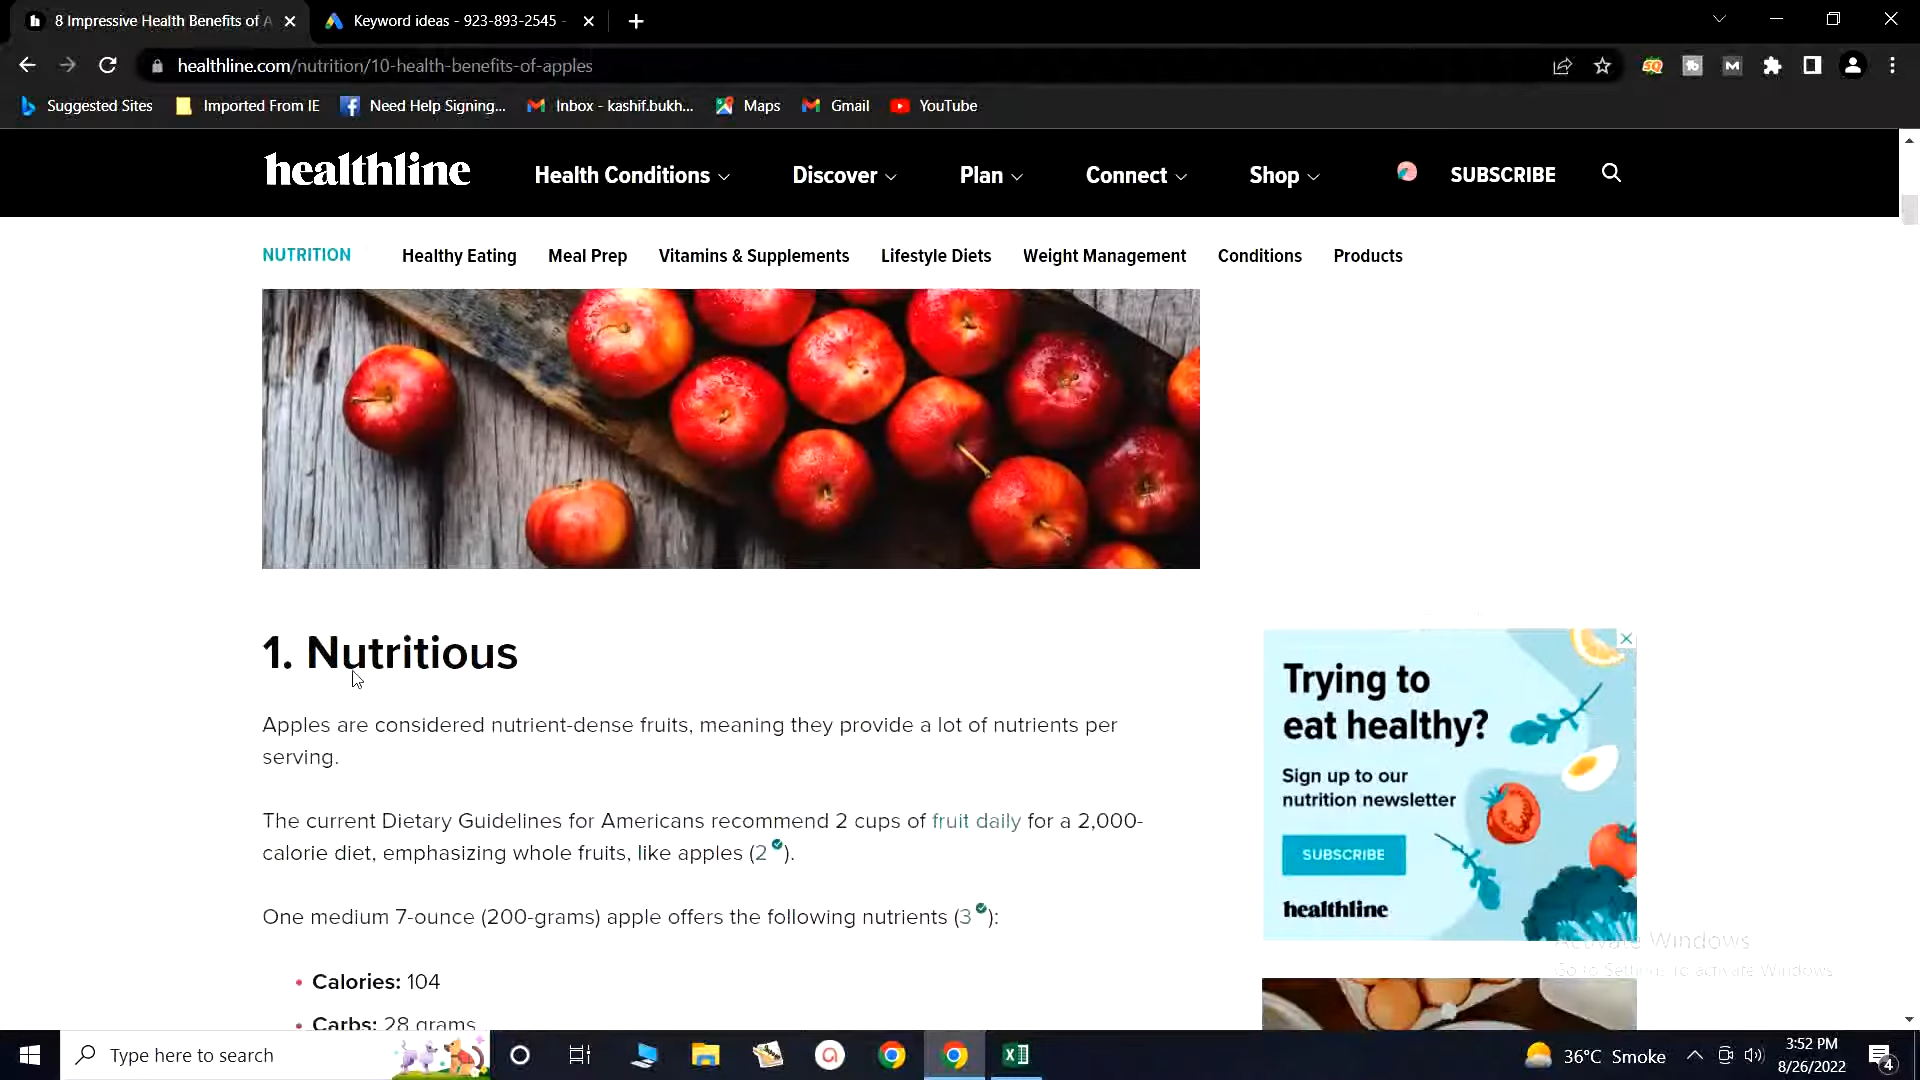 8 Impressive Health Benefits of A
Keyword ideas - 923-893-2545 -
healthline.com/nutrition/10-health-benefits-of-apples
Suggested Sites
Imported From IE
Need Help Signing...
Inbox - kashif.bukh...
Maps
Gmail
YouTube
healthline
Health Conditions
Discover
Plan
Connect
Shop
SUBSCRIBE
NUTRITION
Healthy Eating
Meal Prep
Vitamins & Supplements
Lifestyle Diets
Weight Management
Conditions
Products
1. Nutritious
Apples are considered nutrient-dense fruits, meaning they provide a lot of nutrients per
serving.
The current Dietary Guidelines for Americans recommend 2 cups of fruit daily for a 2,000-
calorie diet, emphasizing whole fruits, like apples (2).
One medium 7-ounce (200-grams) apple offers the following nutrients (3):
• Calories: 104
• Carbs: 28 grams
Trying to
eat healthy?
Sign up to our
nutrition newsletter
SUBSCRIBE
healthline
Activate Windows
Go to Settings to activate Windows.
Type here to search
36°C Smoke
3:52 PM
8/26/2022
4